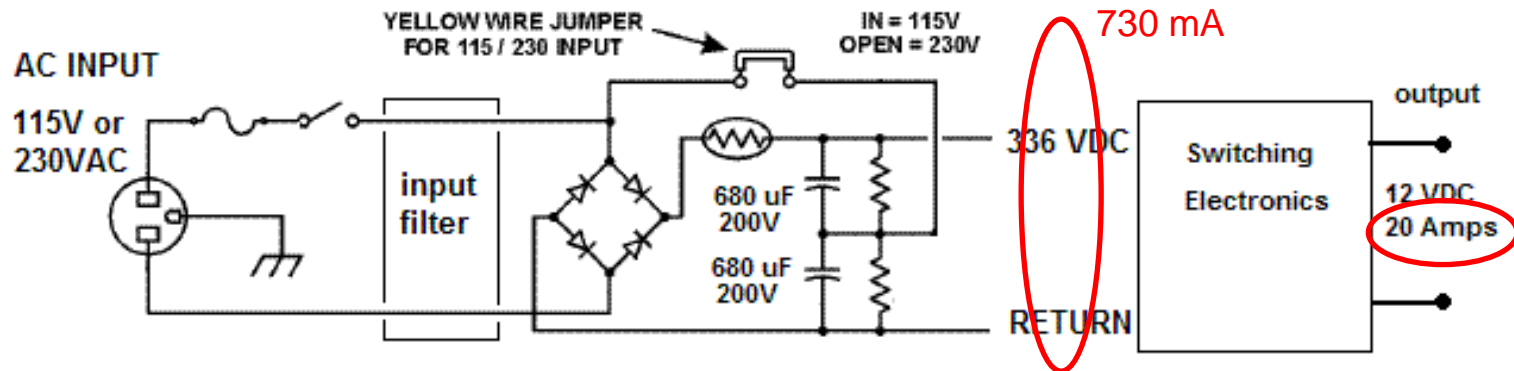 YELLOW WIRE JUMPER
FOR 115 / 230 INPUT
IN = 115V
OPEN = 230V
730 mA
AC INPUT
115V or
230VAC
input
filter
680 uF
200V
680 uF
200V
336 VDC
RETURN
Switching
Electronics
output
12 VDC
20 Amps